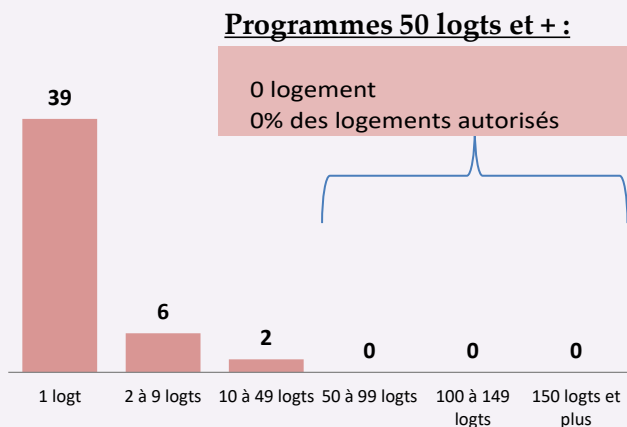 Programmes 50 logts et + :
0 logement
0% des logements autorisés
39
6
2
0
0
0
1 logt
2 à 9 logts
10 à 49 logts
50 à 99 logts
100 à 149
logts
150 logts et
plus